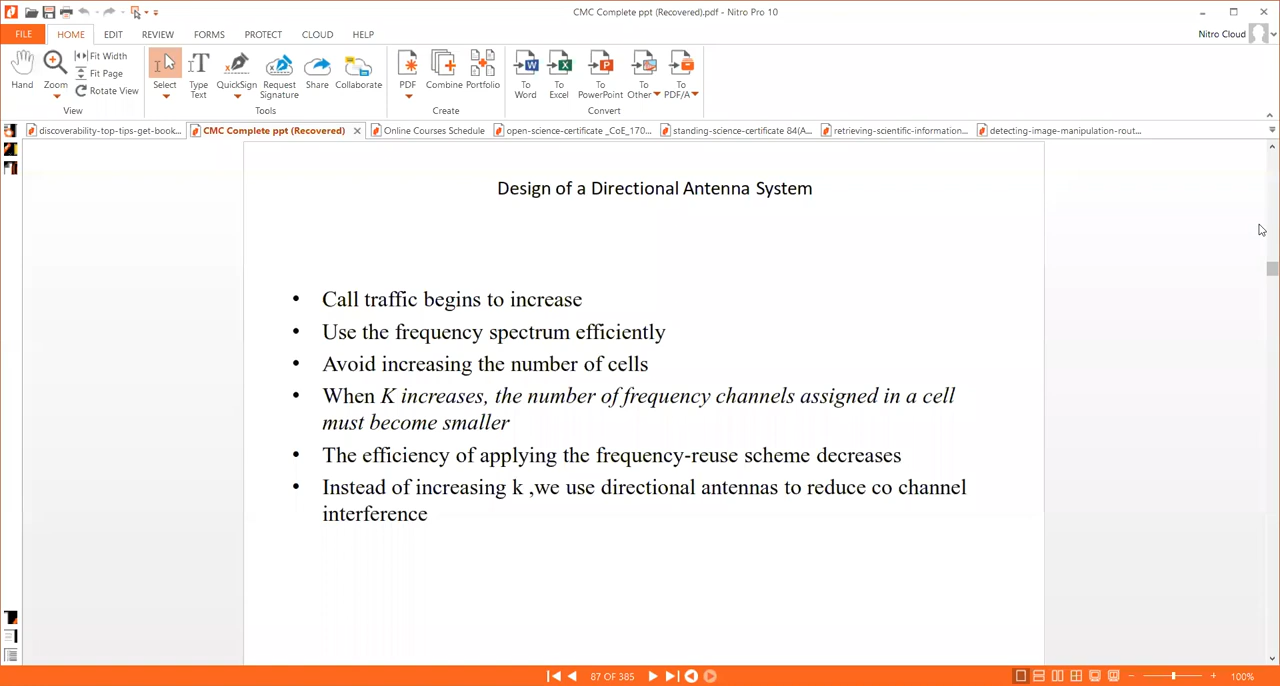 CMC Complete ppt (Recovered).pdf - Nitro Pro 10
FILE HOME EDIT REVIEW FORMS PROTECT CLOUD HELP
Nitro Cloud
Hand
Zoom
Fit Width
Fit Page
Rotate View
View
Select
Type Text
QuickSign
Request Signature
Share
Collaborate
Tools
PDF
Combine
Portfolio
Create
To Word
To Excel
To PowerPoint
To Other
To PDF/A
Convert
discoverability-top-tips-get-book... CMC Complete ppt (Recovered) Online Courses Schedule open-science-certificate _CoE_170... standing-science-certificate 84(A... retrieving-scientific-information... detecting-image-manipulation-rout...
Design of a Directional Antenna System
• Call traffic begins to increase
• Use the frequency spectrum efficiently
• Avoid increasing the number of cells
• When K increases, the number of frequency channels assigned in a cell
must become smaller
• The efficiency of applying the frequency-reuse scheme decreases
• Instead of increasing k ,we use directional antennas to reduce co channel
interference
87 OF 385
100%